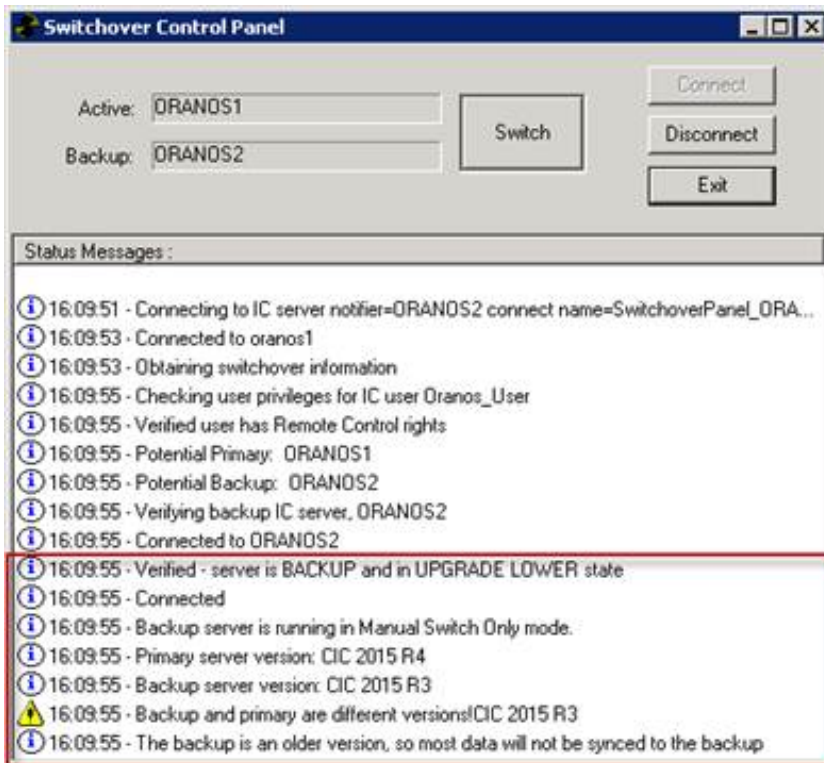 Switchover Control Panel
Connect
Active: ORANOS1
Switch
Disconnect
Backup: ORANOS2
Exit
Status Messages :
16:09:51 - Connecting to IC server notifier=ORANOS2 connect name=SwitchoverPanel_ORA...
16:09:53 - Connected to oranos1
16:09:53 - Obtaining switchover information
16:09:55 - Checking user privileges for IC user Oranos_User
16:09:55 - Verified user has Remote Control rights
16:09:55 - Potential Primary: ORANOS1
16:09:55 - Potential Backup: ORANOS2
16:09:55 - Verifying backup IC server, ORANOS2
16:09:55 - Connected to ORANOS2
16:09:55 - Verified - server is BACKUP and in UPGRADE LOWER state
16:09:55 - Connected
16:09:55 - Backup server is running in Manual Switch Only mode.
16:09:55 - Primary server version: CIC 2015 R4
16:09:55 - Backup server version: CIC 2015 R3
16:09:55 - Backup and primary are different versions!CIC 2015 R3
16:09:55 - The backup is an older version, so most data will not be synced to the backup